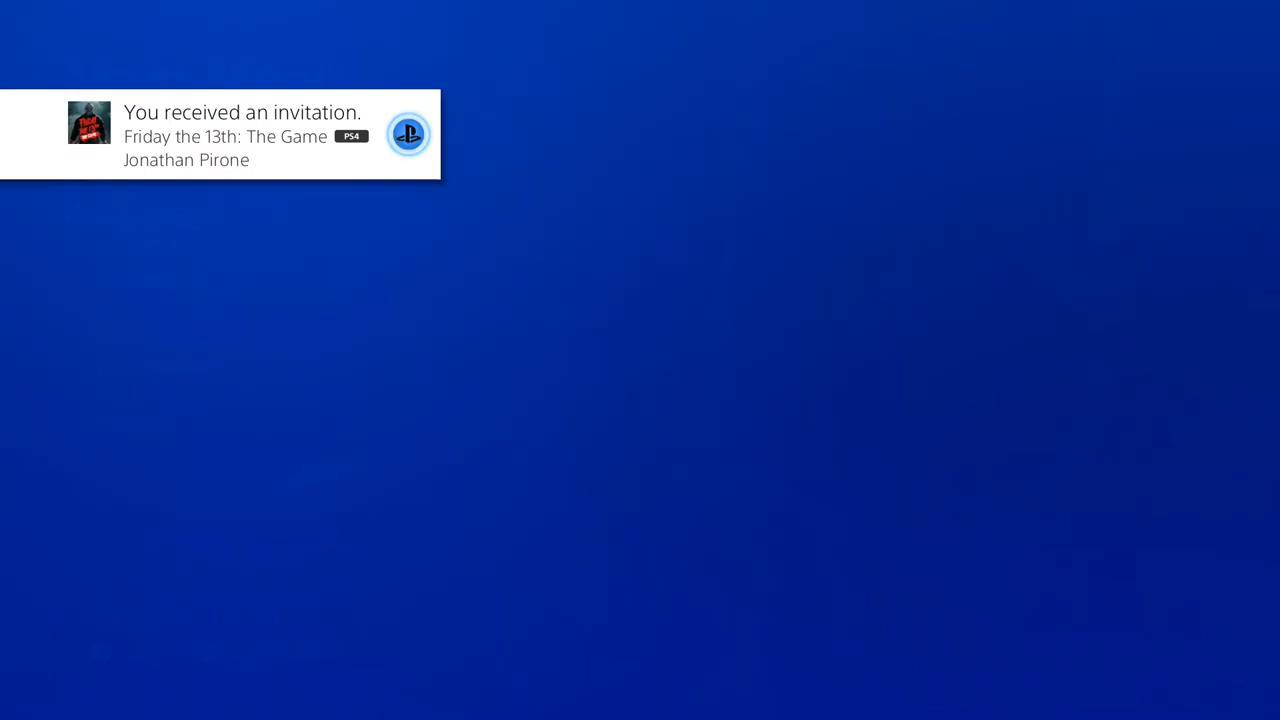 You received an invitation.
Friday the 13th: The Game PS4
Jonathan Pirone